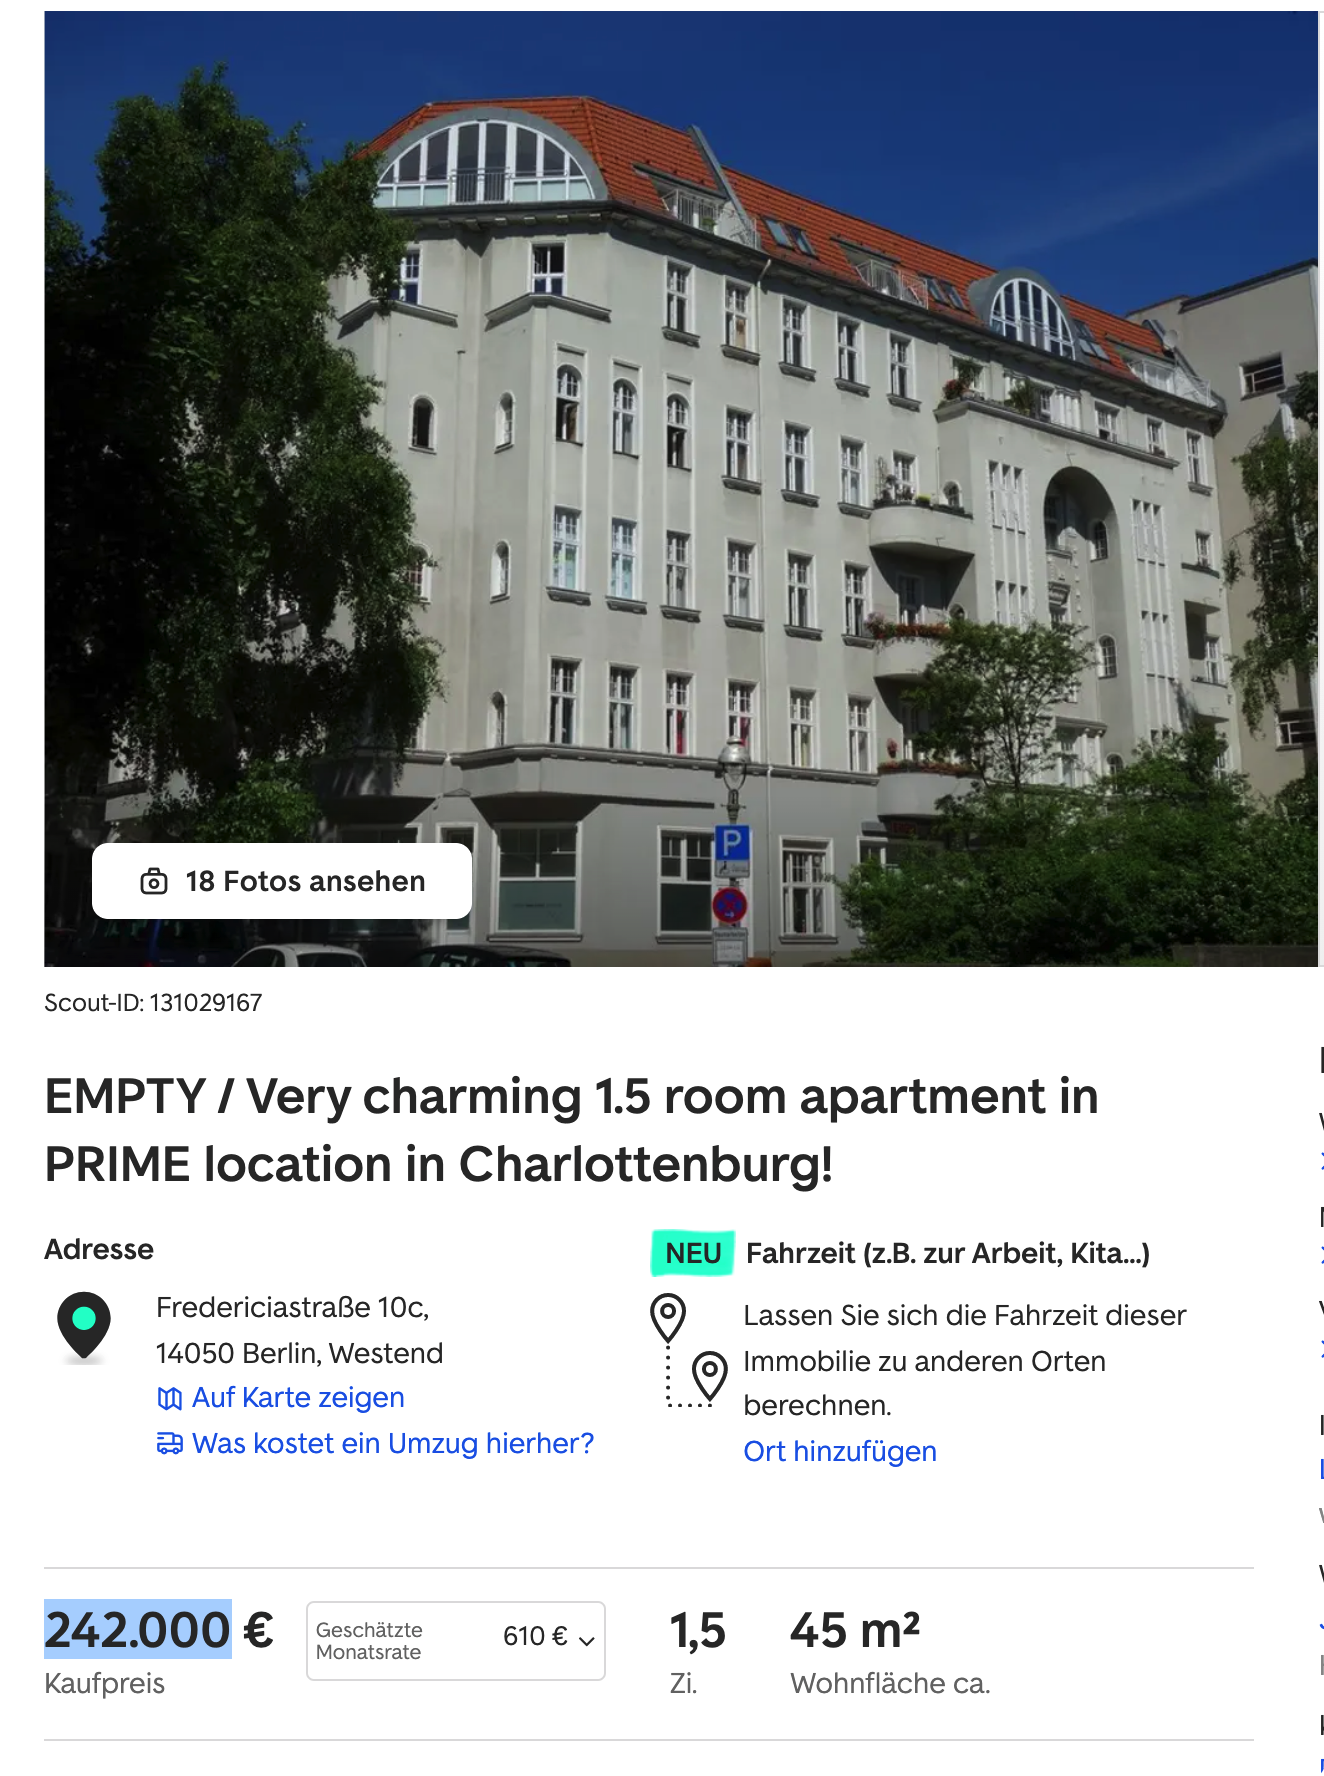 P
18 Fotos ansehen
Scout-ID: 131029167
EMPTY / Very charming 1.5 room apartment in
PRIME location in Charlottenburg!
Adresse
Fredericiastraße 10c,
14050 Berlin, Westend
Auf Karte zeigen
Was kostet ein Umzug hierher?
NEU Fahrzeit (z.B. zur Arbeit, Kita...)
Lassen Sie sich die Fahrzeit dieser
Immobilie zu anderen Orten
berechnen.
Ort hinzufügen
242.000 €
Kaufpreis
Geschätzte
Monatsrate
610 €
1,5
Zi.
45 m²
Wohnfläche ca.